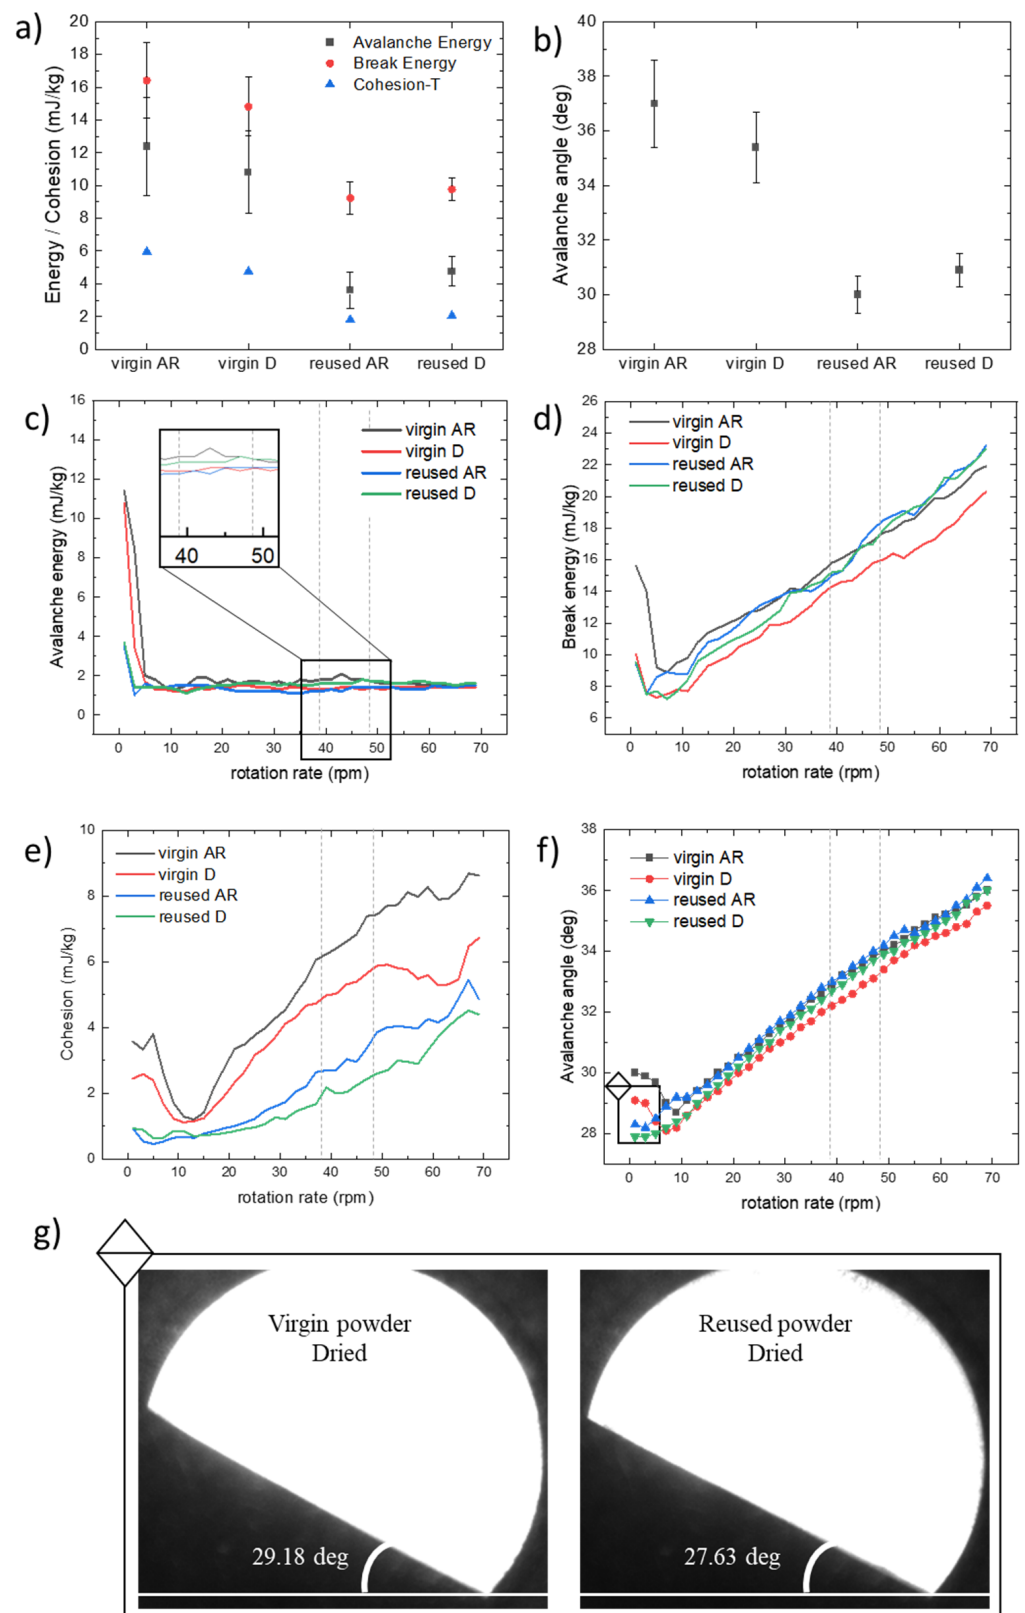 a)
20
18
16
14
12
10
8
6
4
2
0
Energy / Cohesion (mJ/kg)
Avalanche Energy
Break Energy
Cohesion-T
virgin AR
virgin D
reused AR
reused D
b)
40
38
36
34
32
30
28
Avalanche angle (deg)
virgin AR
virgin D
reused AR
reused D
c)
16
14
12
10
8
6
4
2
0
Avalanche energy (mJ/kg)
virgin AR
virgin D
reused AR
reused D
40
50
0
10
20
30
40
50
60
70
rotation rate (rpm)
d)
26
24
22
20
18
16
14
12
10
8
6
Break energy (mJ/kg)
virgin AR
virgin D
reused AR
reused D
0
10
20
30
40
50
60
70
rotation rate (rpm)
e)
10
8
6
4
2
0
Cohesion (mJ/kg)
virgin AR
virgin D
reused AR
reused D
0
10
20
30
40
50
60
70
rotation rate (rpm)
f)
38
36
34
32
30
28
Avalanche angle (deg)
virgin AR
virgin D
reused AR
reused D
0
10
20
30
40
50
60
70
rotation rate (rpm)
g)
Virgin powder
Dried
29.18 deg
Reused powder
Dried
27.63 deg